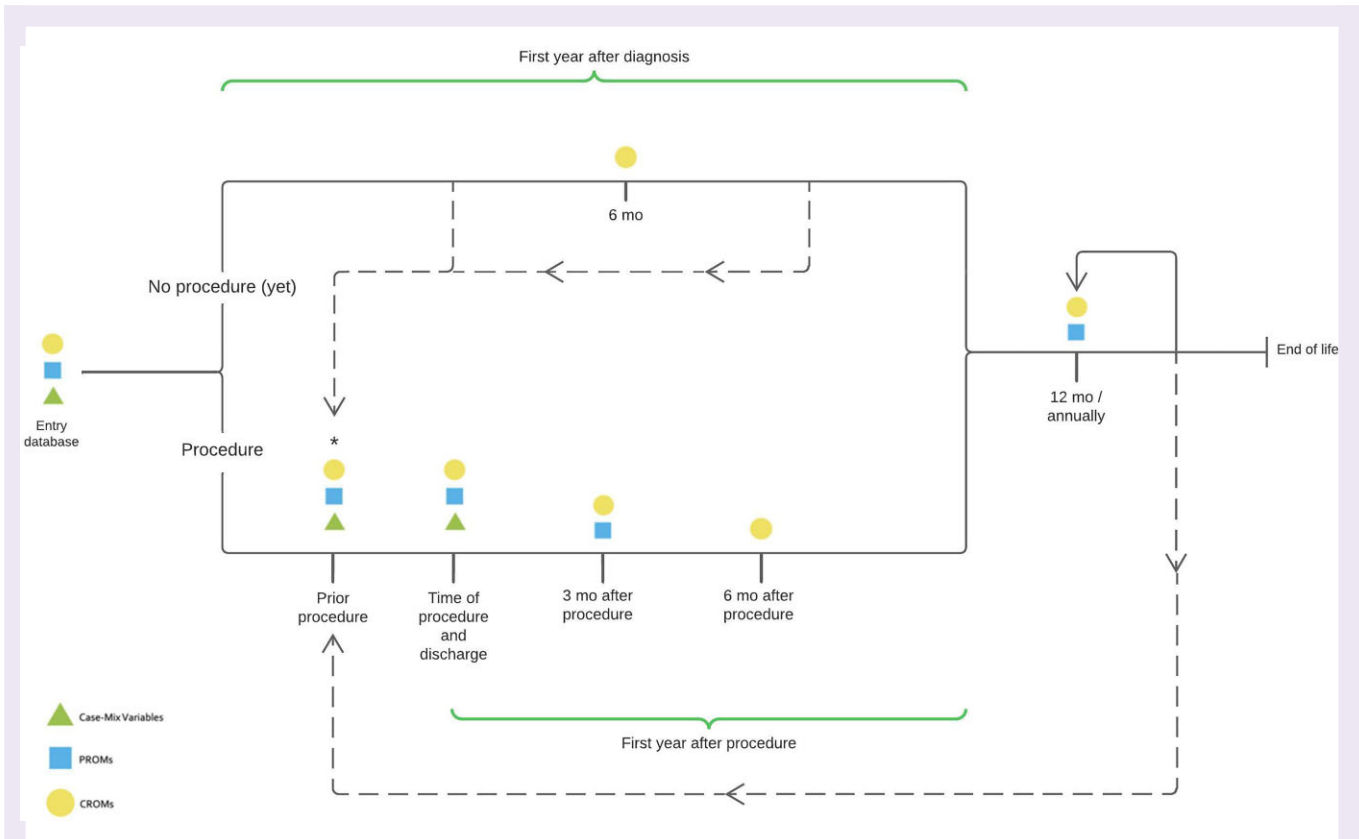 First year after diagnosis
6 mo
No procedure (yet)
Entry
database
Procedure
*
12 mo /
annually
End of life
Prior
procedure
Time of
procedure
and
discharge
3 mo after
procedure
6 mo after
procedure
First year after procedure
Case-Mix Variables
PROMs
CROMs